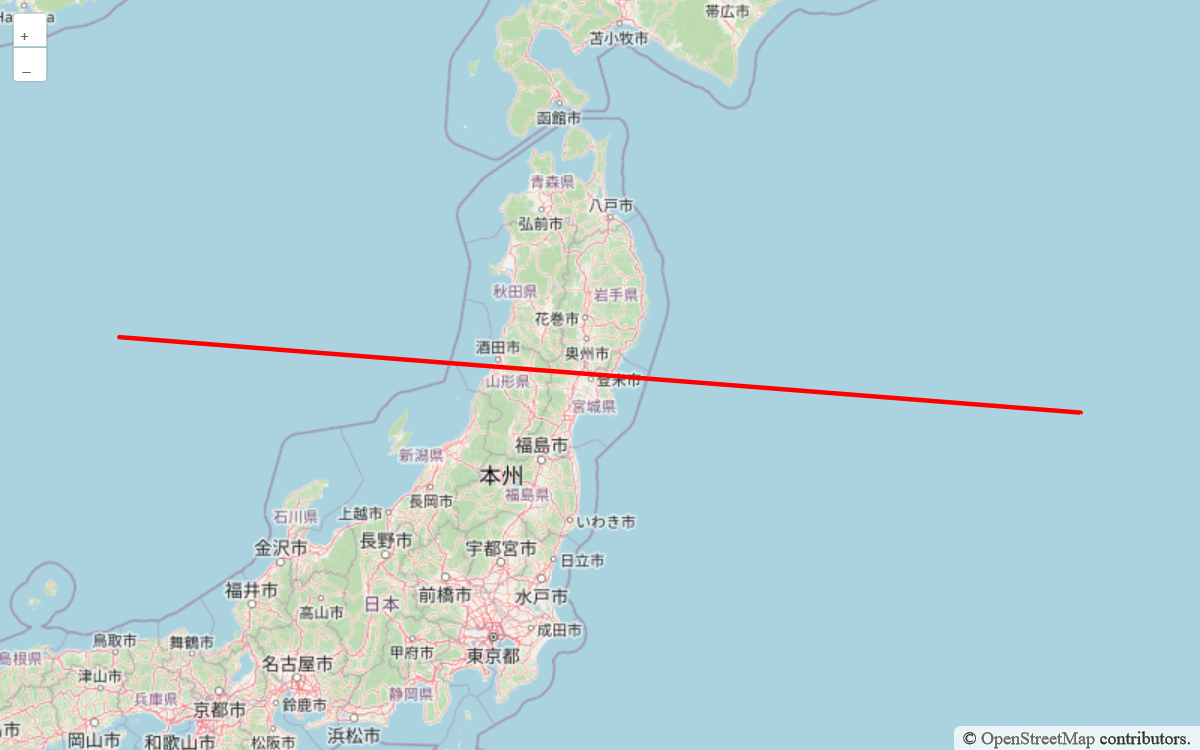 帯広市
苫小牧市
+
–
函館市
青森県
八戸市
弘前市
秋田県
岩手県
花巻市
酒田市
奥州市
山形県
登米市
宮城県
福島市
新潟県
本州
福島県
長岡市
石川県
上越市
いわき市
長野市
金沢市
宇都宮市
日立市
福井市
前橋市
水戸市
高山市
日本
成田市
鳥取市
舞鶴市
甲府市
東京都
島根県
名古屋市
津山市
静岡県
兵庫県
鈴鹿市
京都市
浜松市
岡山市
和歌山市
松阪市
© OpenStreetMap contributors.